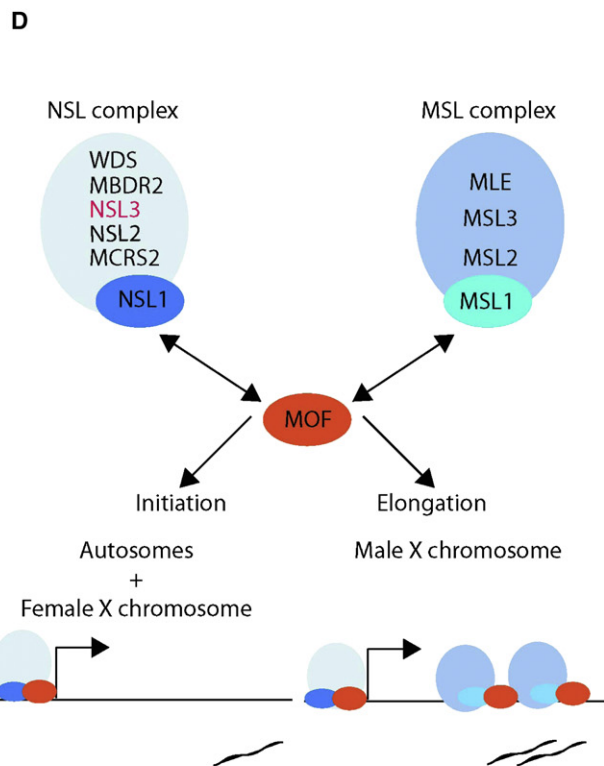 D
NSL complex
WDS
MBDR2
NSL3
NSL2
MCRS2
NSL1
MSL complex
MLE
MSL3
MSL2
MSL1
MOF
Initiation
Elongation
Autosomes
+
Female X chromosome
Male X chromosome